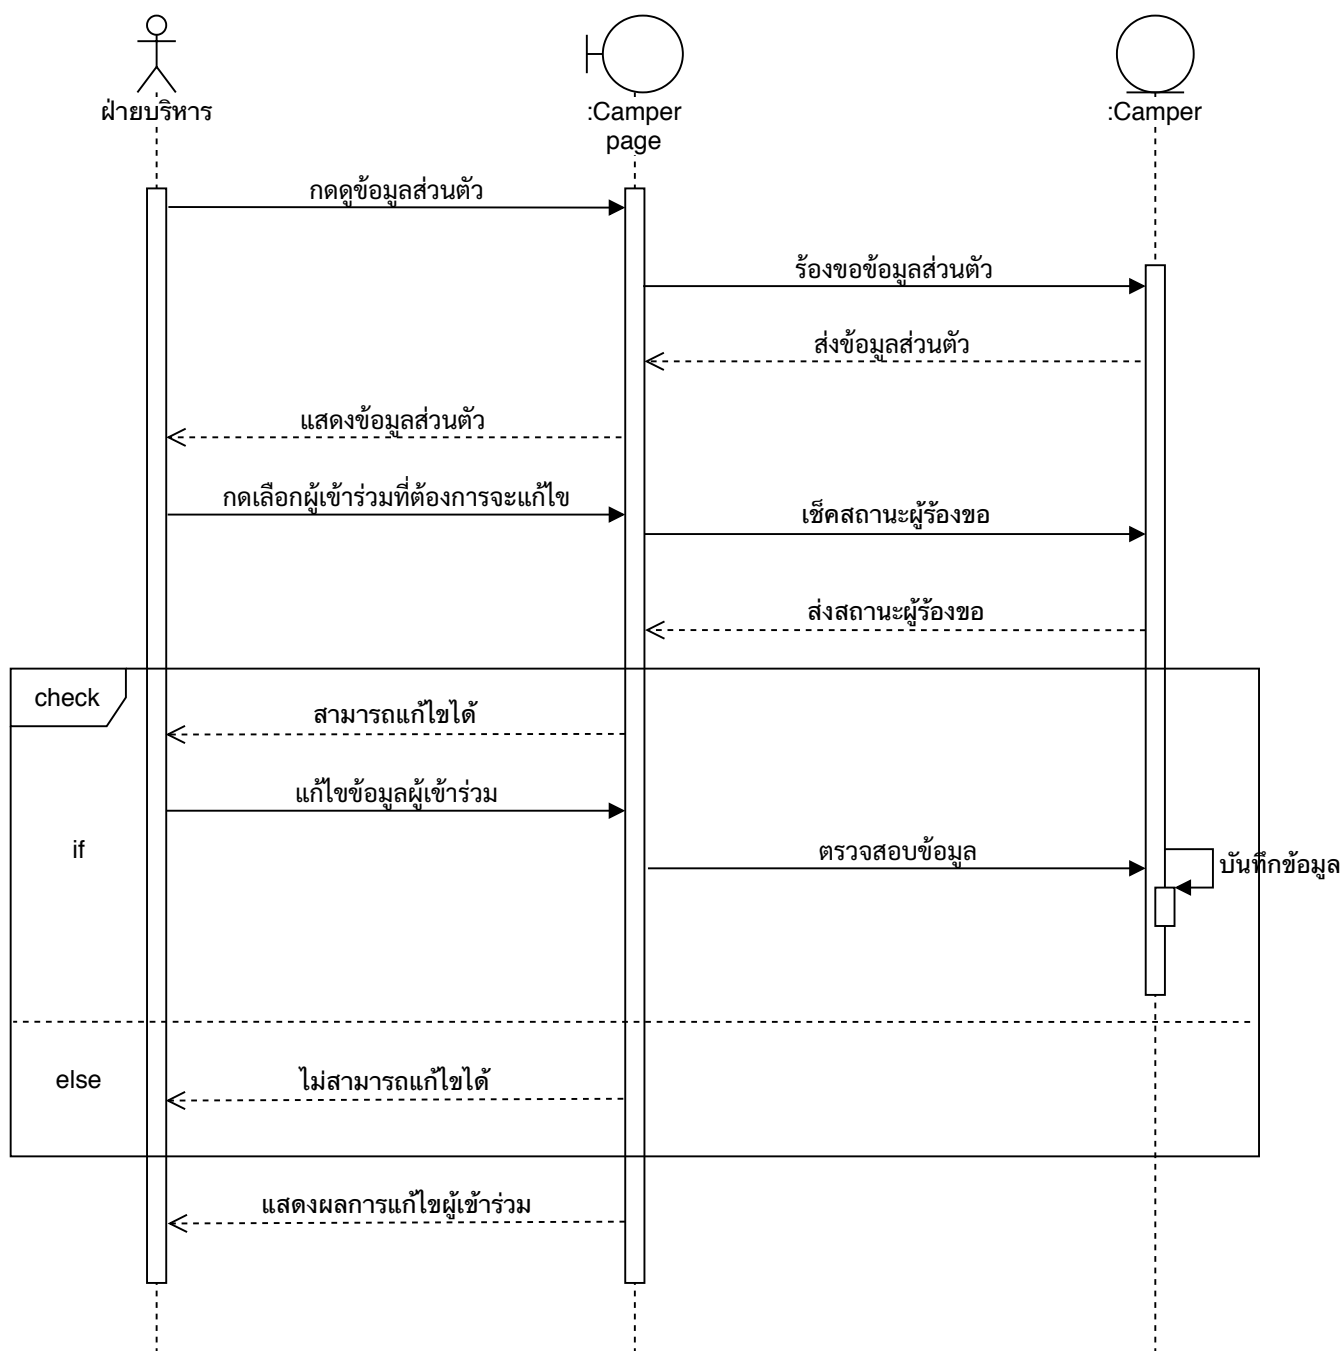 ฝ่ายบริหาร
:Camper
page
:Camper
กดดูข้อมูลส่วนตัว
ร้องขอข้อมูลส่วนตัว
ส่งข้อมูลส่วนตัว
แสดงข้อมูลส่วนตัว
กดเลือกผู้เข้าร่วมที่ต้องการจะแก้ไข
เช็คสถานะผู้ร้องขอ
ส่งสถานะผู้ร้องขอ
check
สามารถแก้ไขได้
แก้ไขข้อมูลผู้เข้าร่วม
if
ตรวจสอบข้อมูล
บันทึกข้อมูล
else
ไม่สามารถแก้ไขได้
แสดงผลการแก้ไขผู้เข้าร่วม